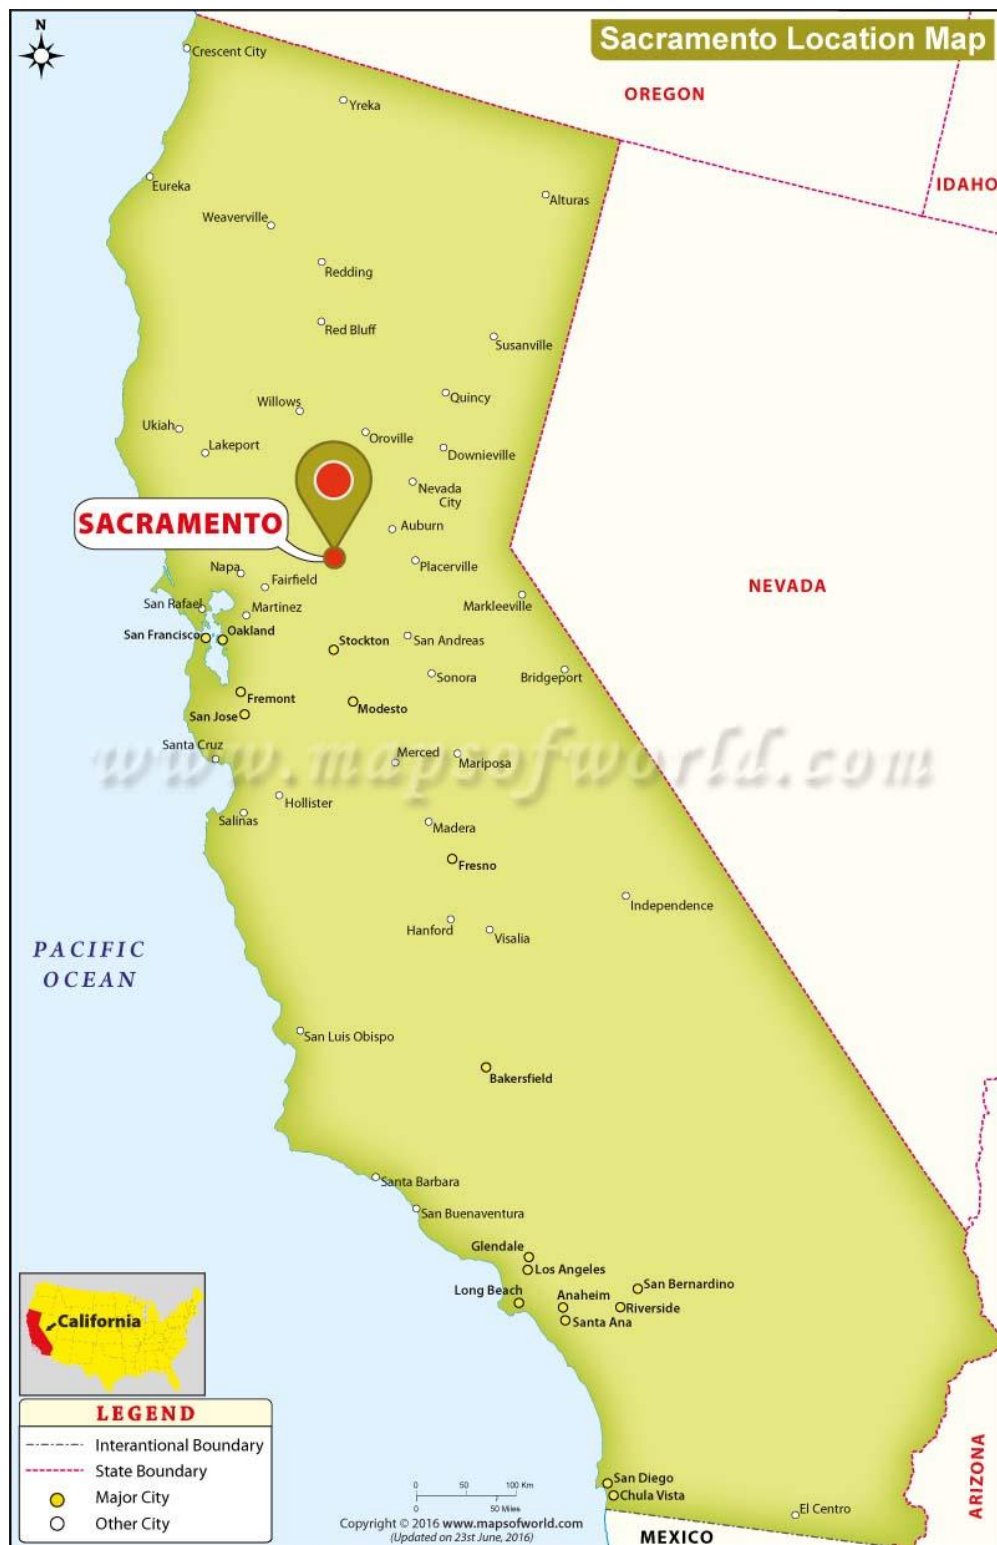 N
Sacramento Location Map
Crescent City
OREGON
Yreka
IDAHO
Eureka
Alturas
Weaverville
Redding
Red Bluff
Susanville
Quincy
Willows
Ukiah
Oroville
Lakeport
Downieville
Nevada
City
SACRAMENTO
Auburn
Placerville
Napa
Fairfield
NEVADA
San Rafael
Martinez
Markleeville
San Francisco
Oakland
Stockton
San Andreas
Sonora
Bridgeport
Fremont
Modesto
San Jose
Santa Cruz
Merced
Mariposa
www.mapsofworld.com
Hollister
Salinas
Madera
Fresno
Independence
Hanford
Visalia
PACIFIC
OCEAN
San Luis Obispo
Bakersfield
Santa Barbara
San Buenaventura
Glendale
Los Angeles
Long Beach
Anaheim
San Bernardino
Riverside
Santa Ana
California
LEGEND
Interantional Boundary
State Boundary
Major City
Other City
San Diego
Chula Vista
El Centro
ARIZONA
MEXICO
0 50 100 Km
0 50 Miles
Copyright © 2016 www.mapsofworld.com
(Updated on 23st June, 2016)